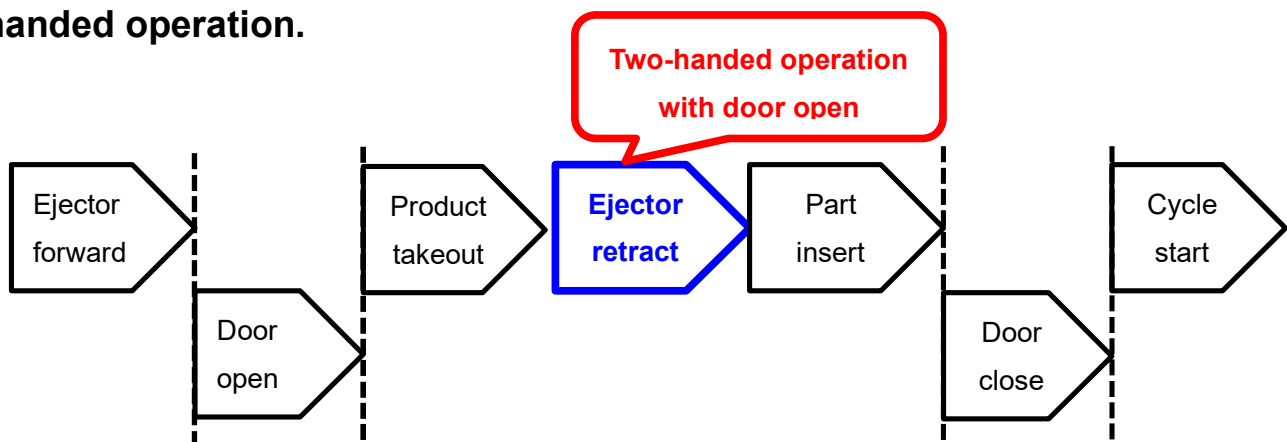 handed operation.
Two-handed operation
with door open
Ejector
forward
Door
open
Product
takeout
Ejector
retract
Part
insert
Door
close
Cycle
start